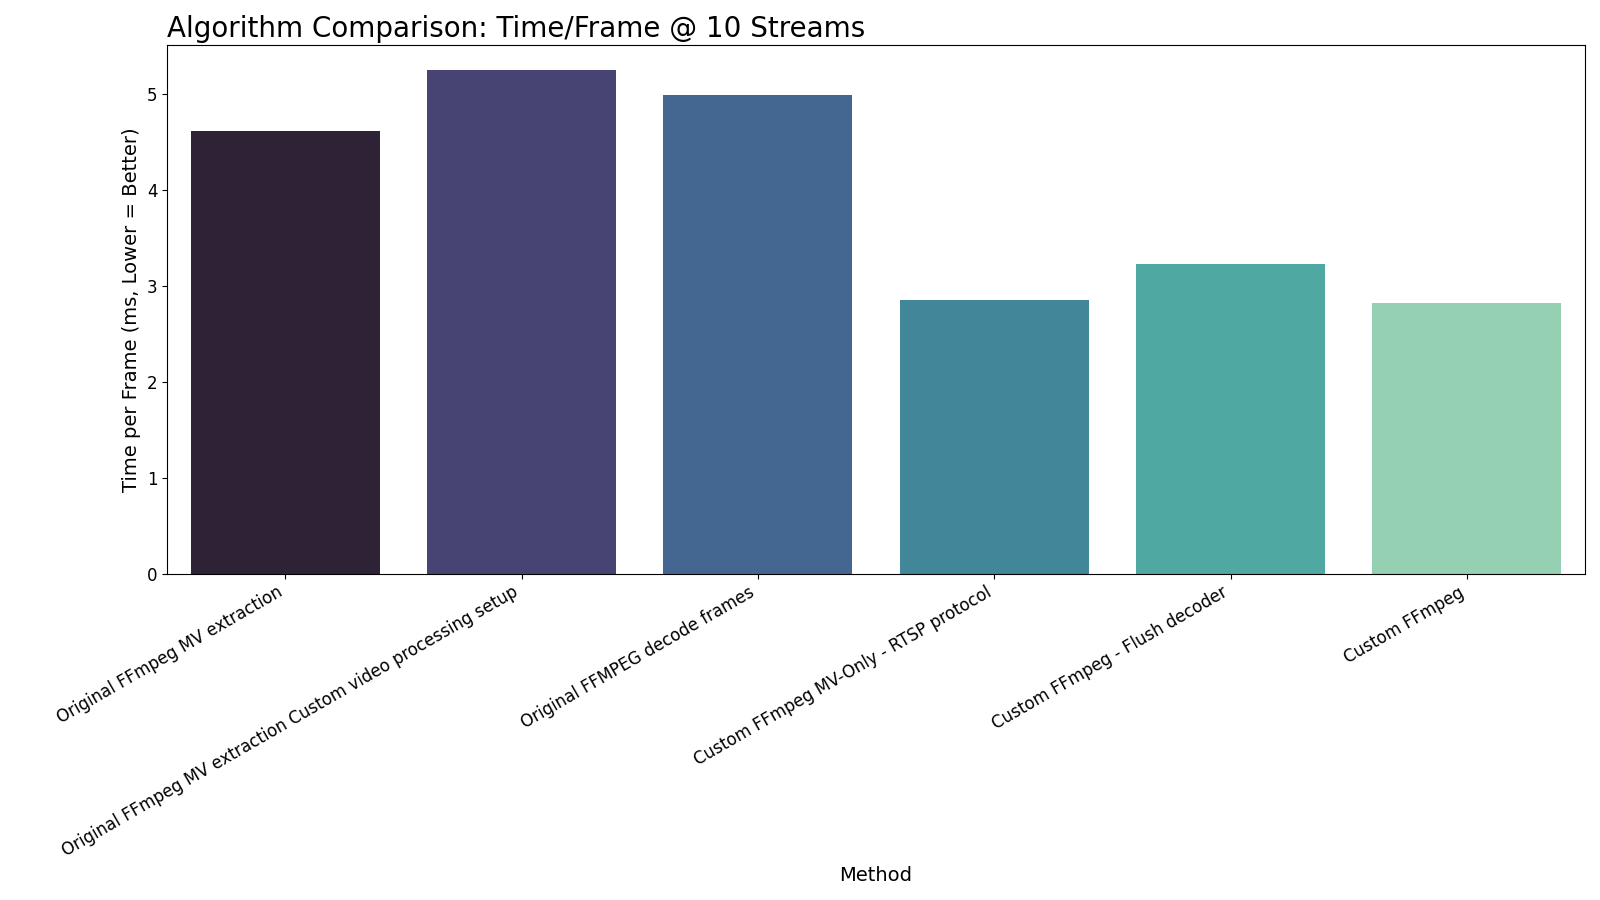 Algorithm Comparison: Time/Frame @ 10 Streams
Time per Frame (ms, Lower = Better)
5
4
3
2
1
0
Original FFmpeg MV extraction
Original FFmpeg MV extraction Custom video processing setup
Original FFMPEG decode frames
Custom FFmpeg MV-Only - RTSP protocol
Custom FFmpeg - Flush decoder
Custom FFmpeg
Method